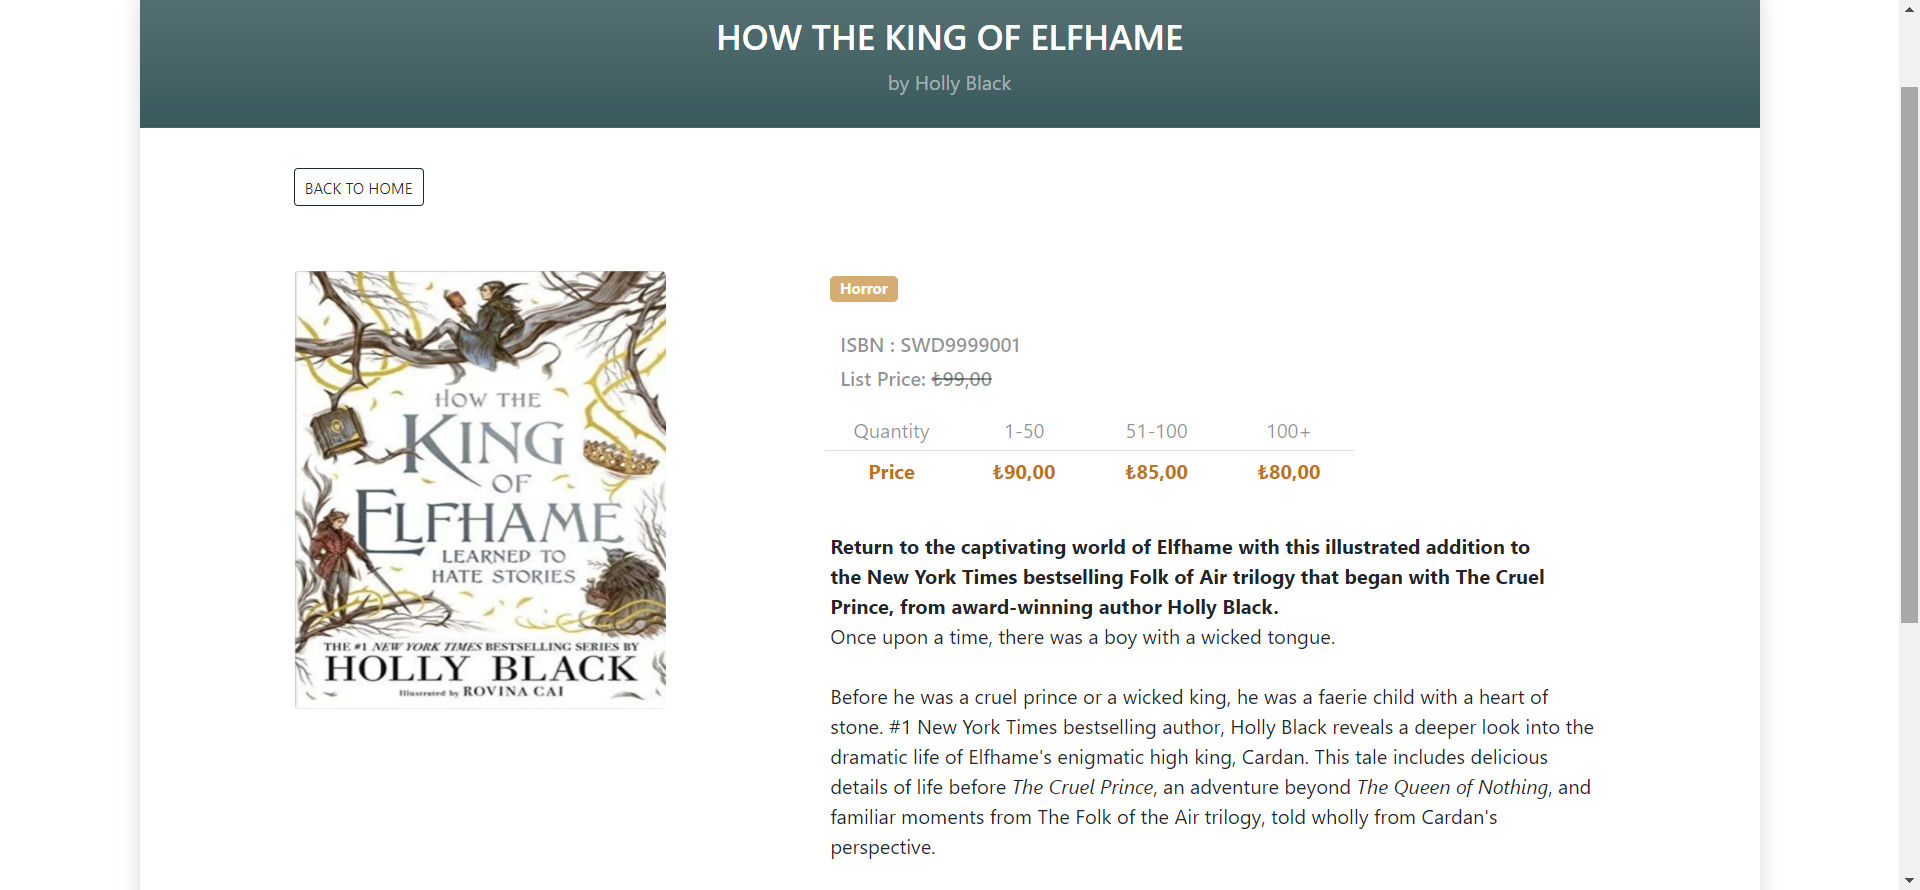 HOW THE KING OF ELFHAME
by Holly Black
BACK TO HOME
HOW THE
KING
OF
ELFHAME
LEARNED TO
HATE STORIES
THE #1 NEW YORK TIMES BESTSELLING SERIES BY
HOLLY BLACK
Illustrated by ROVINA CAI
Horror
ISBN : SWD9999001
List Price: ₺99,00
Quantity 1-50 51-100 100+
Price ₺90,00 ₺85,00 ₺80,00
Return to the captivating world of Elfhame with this illustrated addition to
the New York Times bestselling Folk of Air trilogy that began with The Cruel
Prince, from award-winning author Holly Black.
Once upon a time, there was a boy with a wicked tongue.
Before he was a cruel prince or a wicked king, he was a faerie child with a heart of
stone. #1 New York Times bestselling author, Holly Black reveals a deeper look into the
dramatic life of Elfhame's enigmatic high king, Cardan. This tale includes delicious
details of life before The Cruel Prince, an adventure beyond The Queen of Nothing, and
familiar moments from The Folk of the Air trilogy, told wholly from Cardan's
perspective.